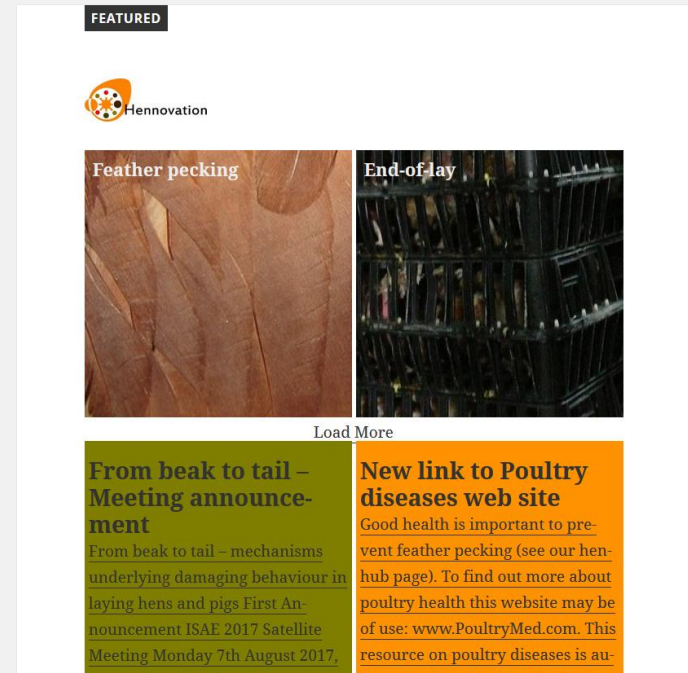 FEATURED
Hennovation
Feather pecking
End-of-lay
Load More
From beak to tail –
Meeting announce-
ment
From beak to tail – mechanisms
underlying damaging behaviour in
laying hens and pigs First An-
nouncement ISAE 2017 Satellite
Meeting Monday 7th August 2017,
New link to Poultry
diseases web site
Good health is important to pre-
vent feather pecking (see our hen-
hub page). To find out more about
poultry health this website may be
of use: www.PoultryMed.com. This
resource on poultry diseases is au-